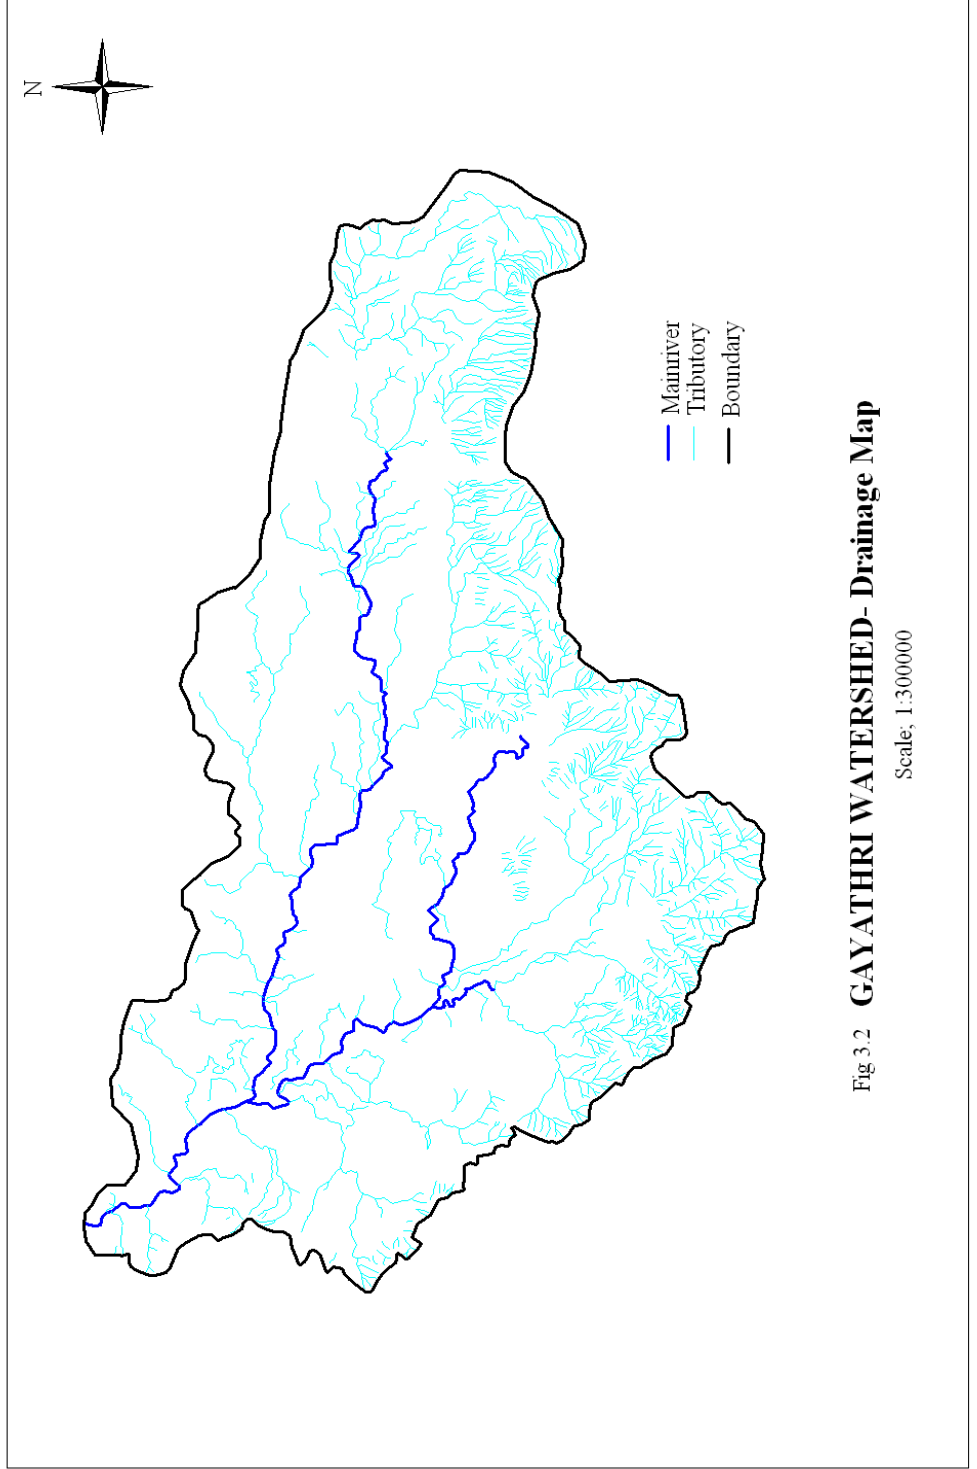 N
Mainriver
Tributory
Boundary
Fig 3.2 GAYATHRI WATERSHED- Drainage Map
Scale; 1:300000